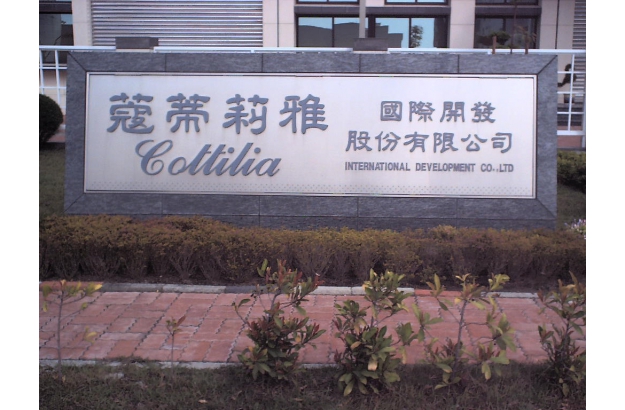 蔻蒂莉雅
Cottilia
國際開發
股份有限公司
INTERNATIONAL DEVELOPMENT CO.,LTD